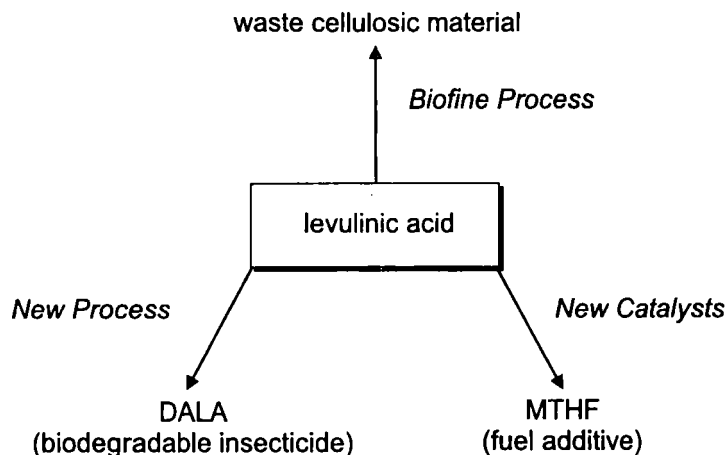 waste cellulosic material
Biofine Process
levulinic acid
New Process
New Catalysts
DALA
(biodegradable insecticide)
MTHF
(fuel additive)